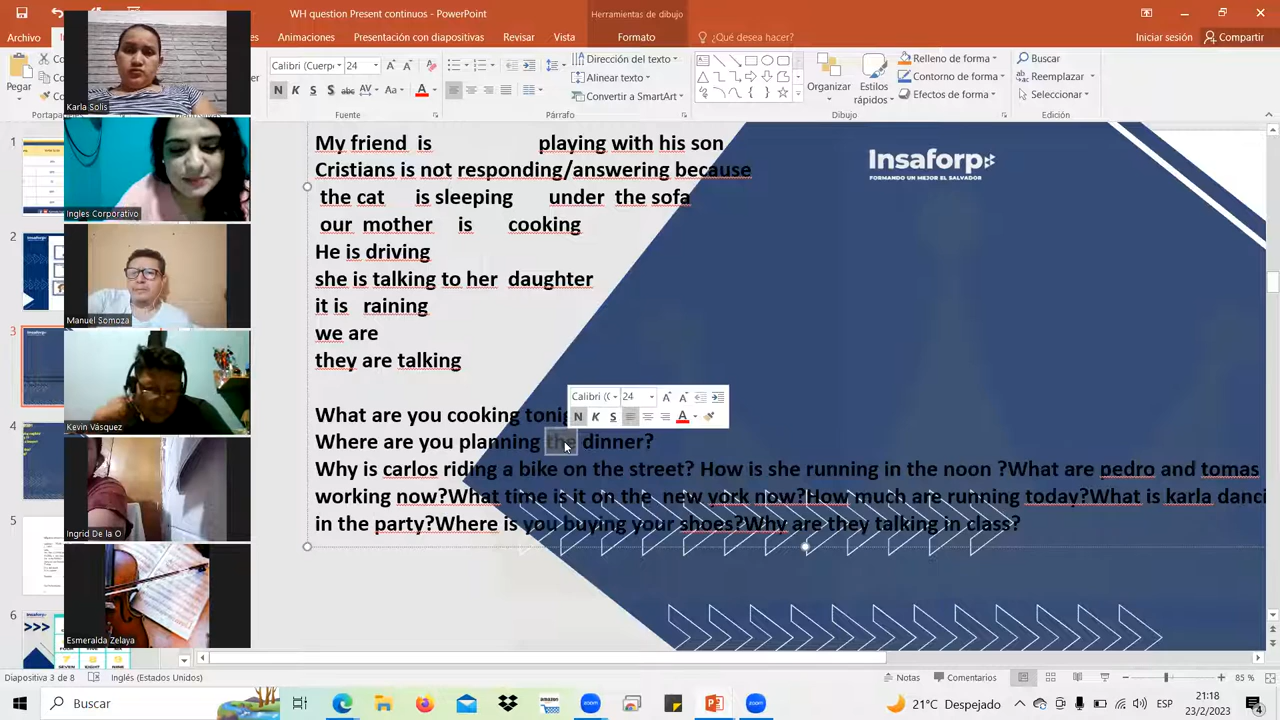 WH questions - PowerPoint
Herramientas de dibujo
Iniciar sesión
Animaciones
Presentación con diapositivas
Revisar
Vista
Formato
¿Qué desea hacer?
Compartir
Calibri (Cuerp
24
Dirección del texto
Alinear texto
Convertir a SmartArt
Organizar
Estilos
rápidos
Relleno de forma
Contorno de forma
Efectos de forma
Buscar
Reemplazar
Seleccionar
Fuente
Párrafo
Dibujo
Edición
My friend is playing with his son
cristians is not responding/answering because
the cat is sleeping under the sofa
our mother is cooking
He is driving
she is talking to her daughter
it is raining
we are
they are talking
What are you cooking
Where are you planning the dinner?
Why is carlos riding a bike on the street? How is she running in the noon ?What are pedro and tomas
working now?What time is it on the new york now?How much are running today?What is karla danci
in the party?Where is you buying your shoes?Why are they talking in class?
Calibri (C
24
N K S
Insaforp
FORMANDO UN MEJOR EL SALVADOR
Karla Solis
Ingles Corporativo
Manuel Somoza
Kevin Vásquez
Ingrid De la O
Esmeralda Zelaya
Diapositiva 3 de 8
Inglés (Estados Unidos)
Notas
Comentarios
85 %
Buscar
21°C Despejado
ESP
21:18
23/2/2023